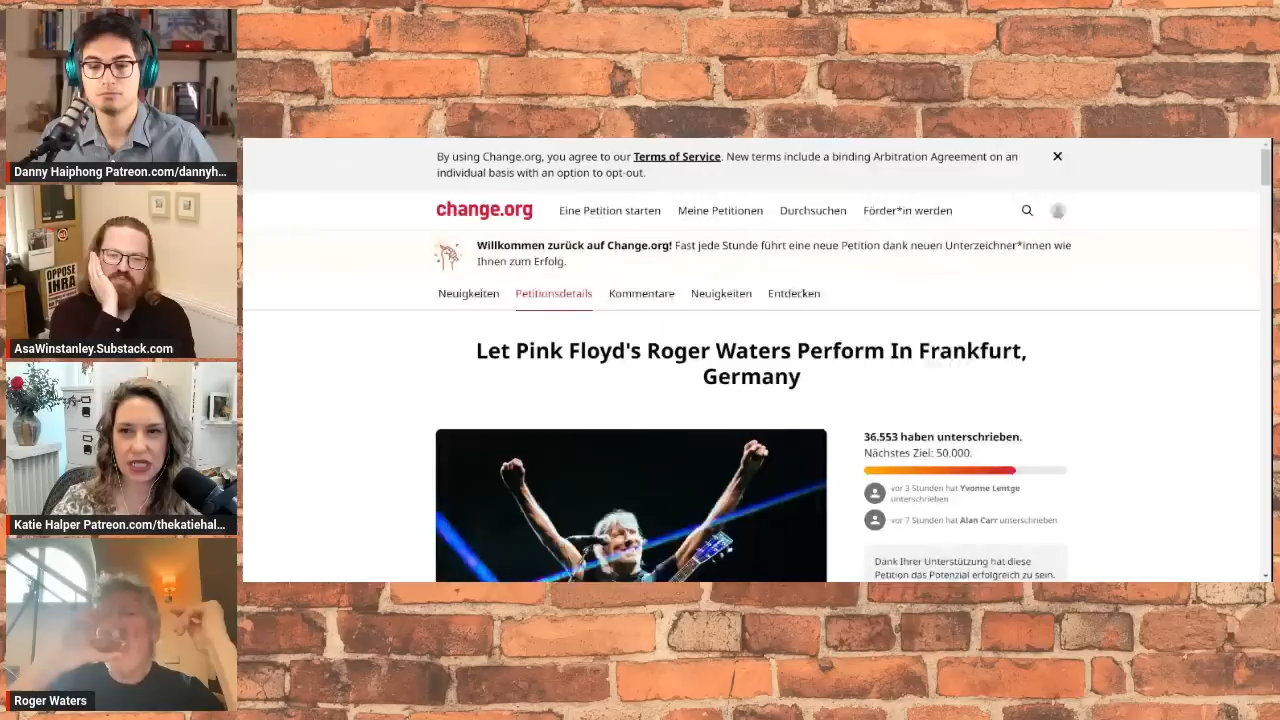 Danny Haiphong Patreon.com/dannyh...
OPPOSE
IHRA
AsaWinstanley.Substack.com
Katie Halper Patreon.com/thekatiehal...
Roger Waters
By using Change.org, you agree to our Terms of Service. New terms include a binding Arbitration Agreement on an
individual basis with an option to opt-out.
change.org Eine Petition starten Meine Petitionen Durchsuchen Förder*in werden
Willkommen zurück auf Change.org! Fast jede Stunde führt eine neue Petition dank neuen Unterzeichner*innen wie
Ihnen zum Erfolg.
Neuigkeiten Petitionsdetails Kommentare Neuigkeiten Entdecken
Let Pink Floyd's Roger Waters Perform In Frankfurt,
Germany
36.553 haben unterschrieben.
Nächstes Ziel: 50.000.
vor 3 Stunden hat Yvonne Lentge
unterschrieben
vor 7 Stunden hat Alan Carr unterschrieben
Dank Ihrer Unterstützung hat diese
Petition das Potenzial erfolgreich zu sein.